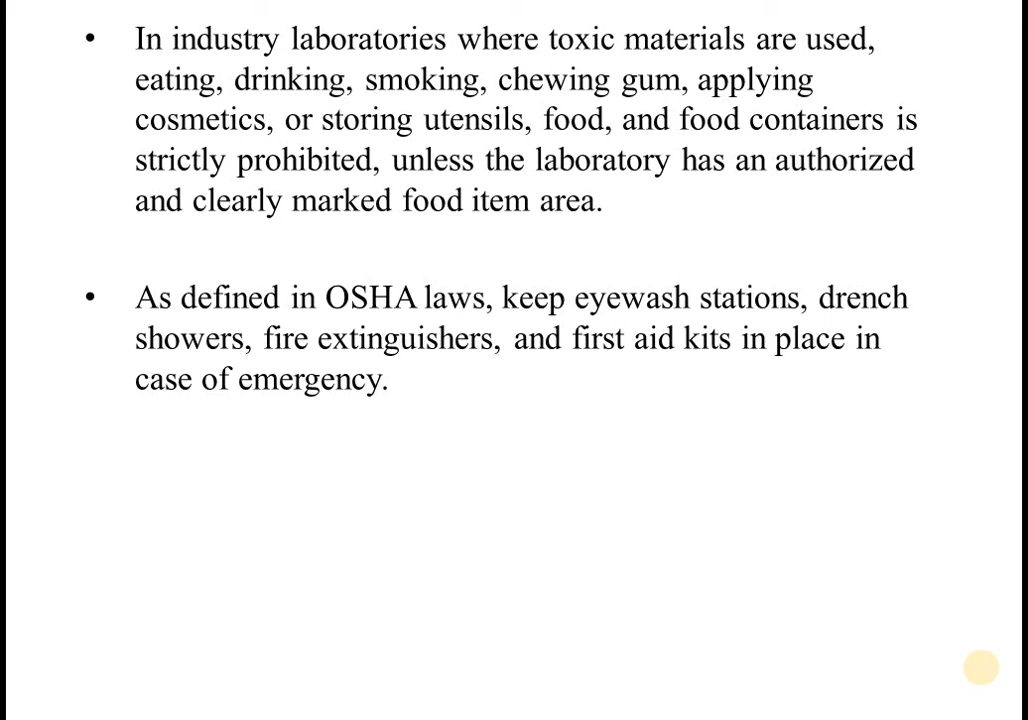 • In industry laboratories where toxic materials are used,
eating, drinking, smoking, chewing gum, applying
cosmetics, or storing utensils, food, and food containers is
strictly prohibited, unless the laboratory has an authorized
and clearly marked food item area.
• As defined in OSHA laws, keep eyewash stations, drench
showers, fire extinguishers, and first aid kits in place in
case of emergency.